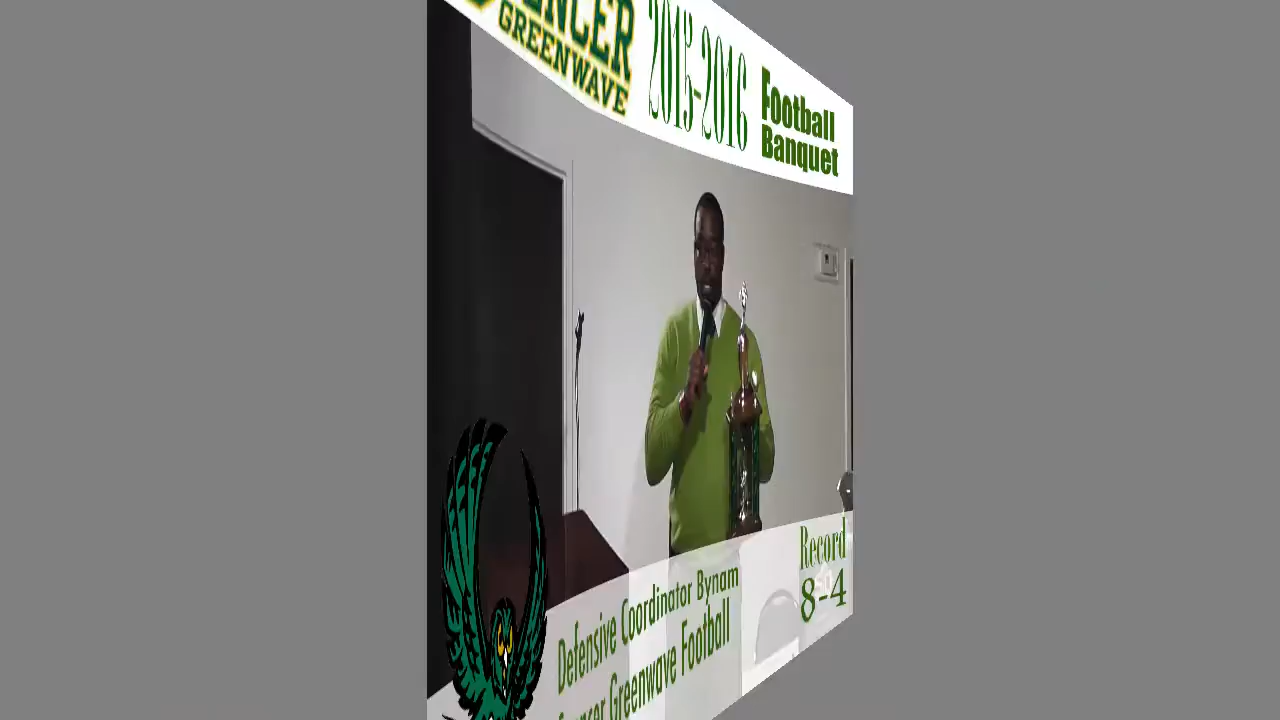 GREENWAVE
2015-2016
Football
Banquet
Record
8-4
Defensive Coordinator Bynam
Greenwave Football